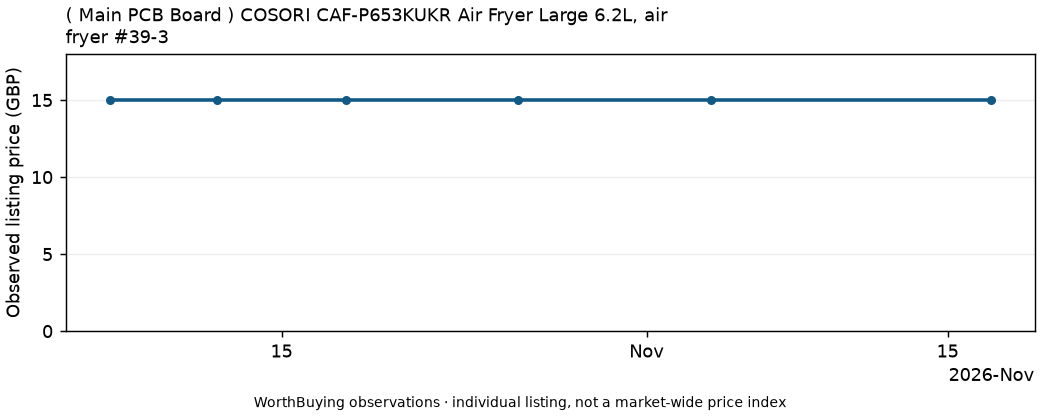 ( Main PCB Board ) COSORI CAF-P653KUKR Air Fryer Large 6.2L, air
fryer #39-3
Observed listing price (GBP)
15
10
5
0
15
Nov
15
2026-Nov
WorthBuying observations · individual listing, not a market-wide price index